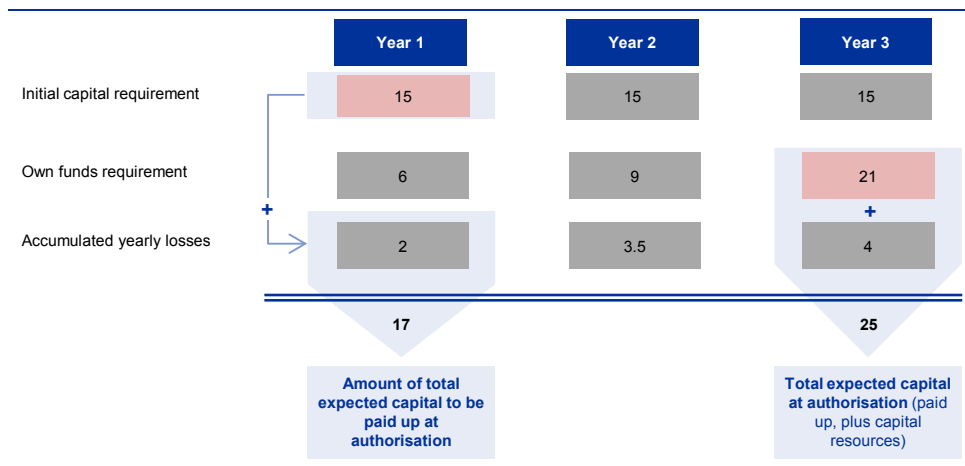 Year 1 Year 2 Year 3
Initial capital requirement 15 15 15
Own funds requirement 6 9 21
+ +
Accumulated yearly losses 2 3.5 4
17 25
Amount of total
expected capital to be
paid up at
authorisation
Total expected capital
at authorisation (paid
up, plus capital
resources)